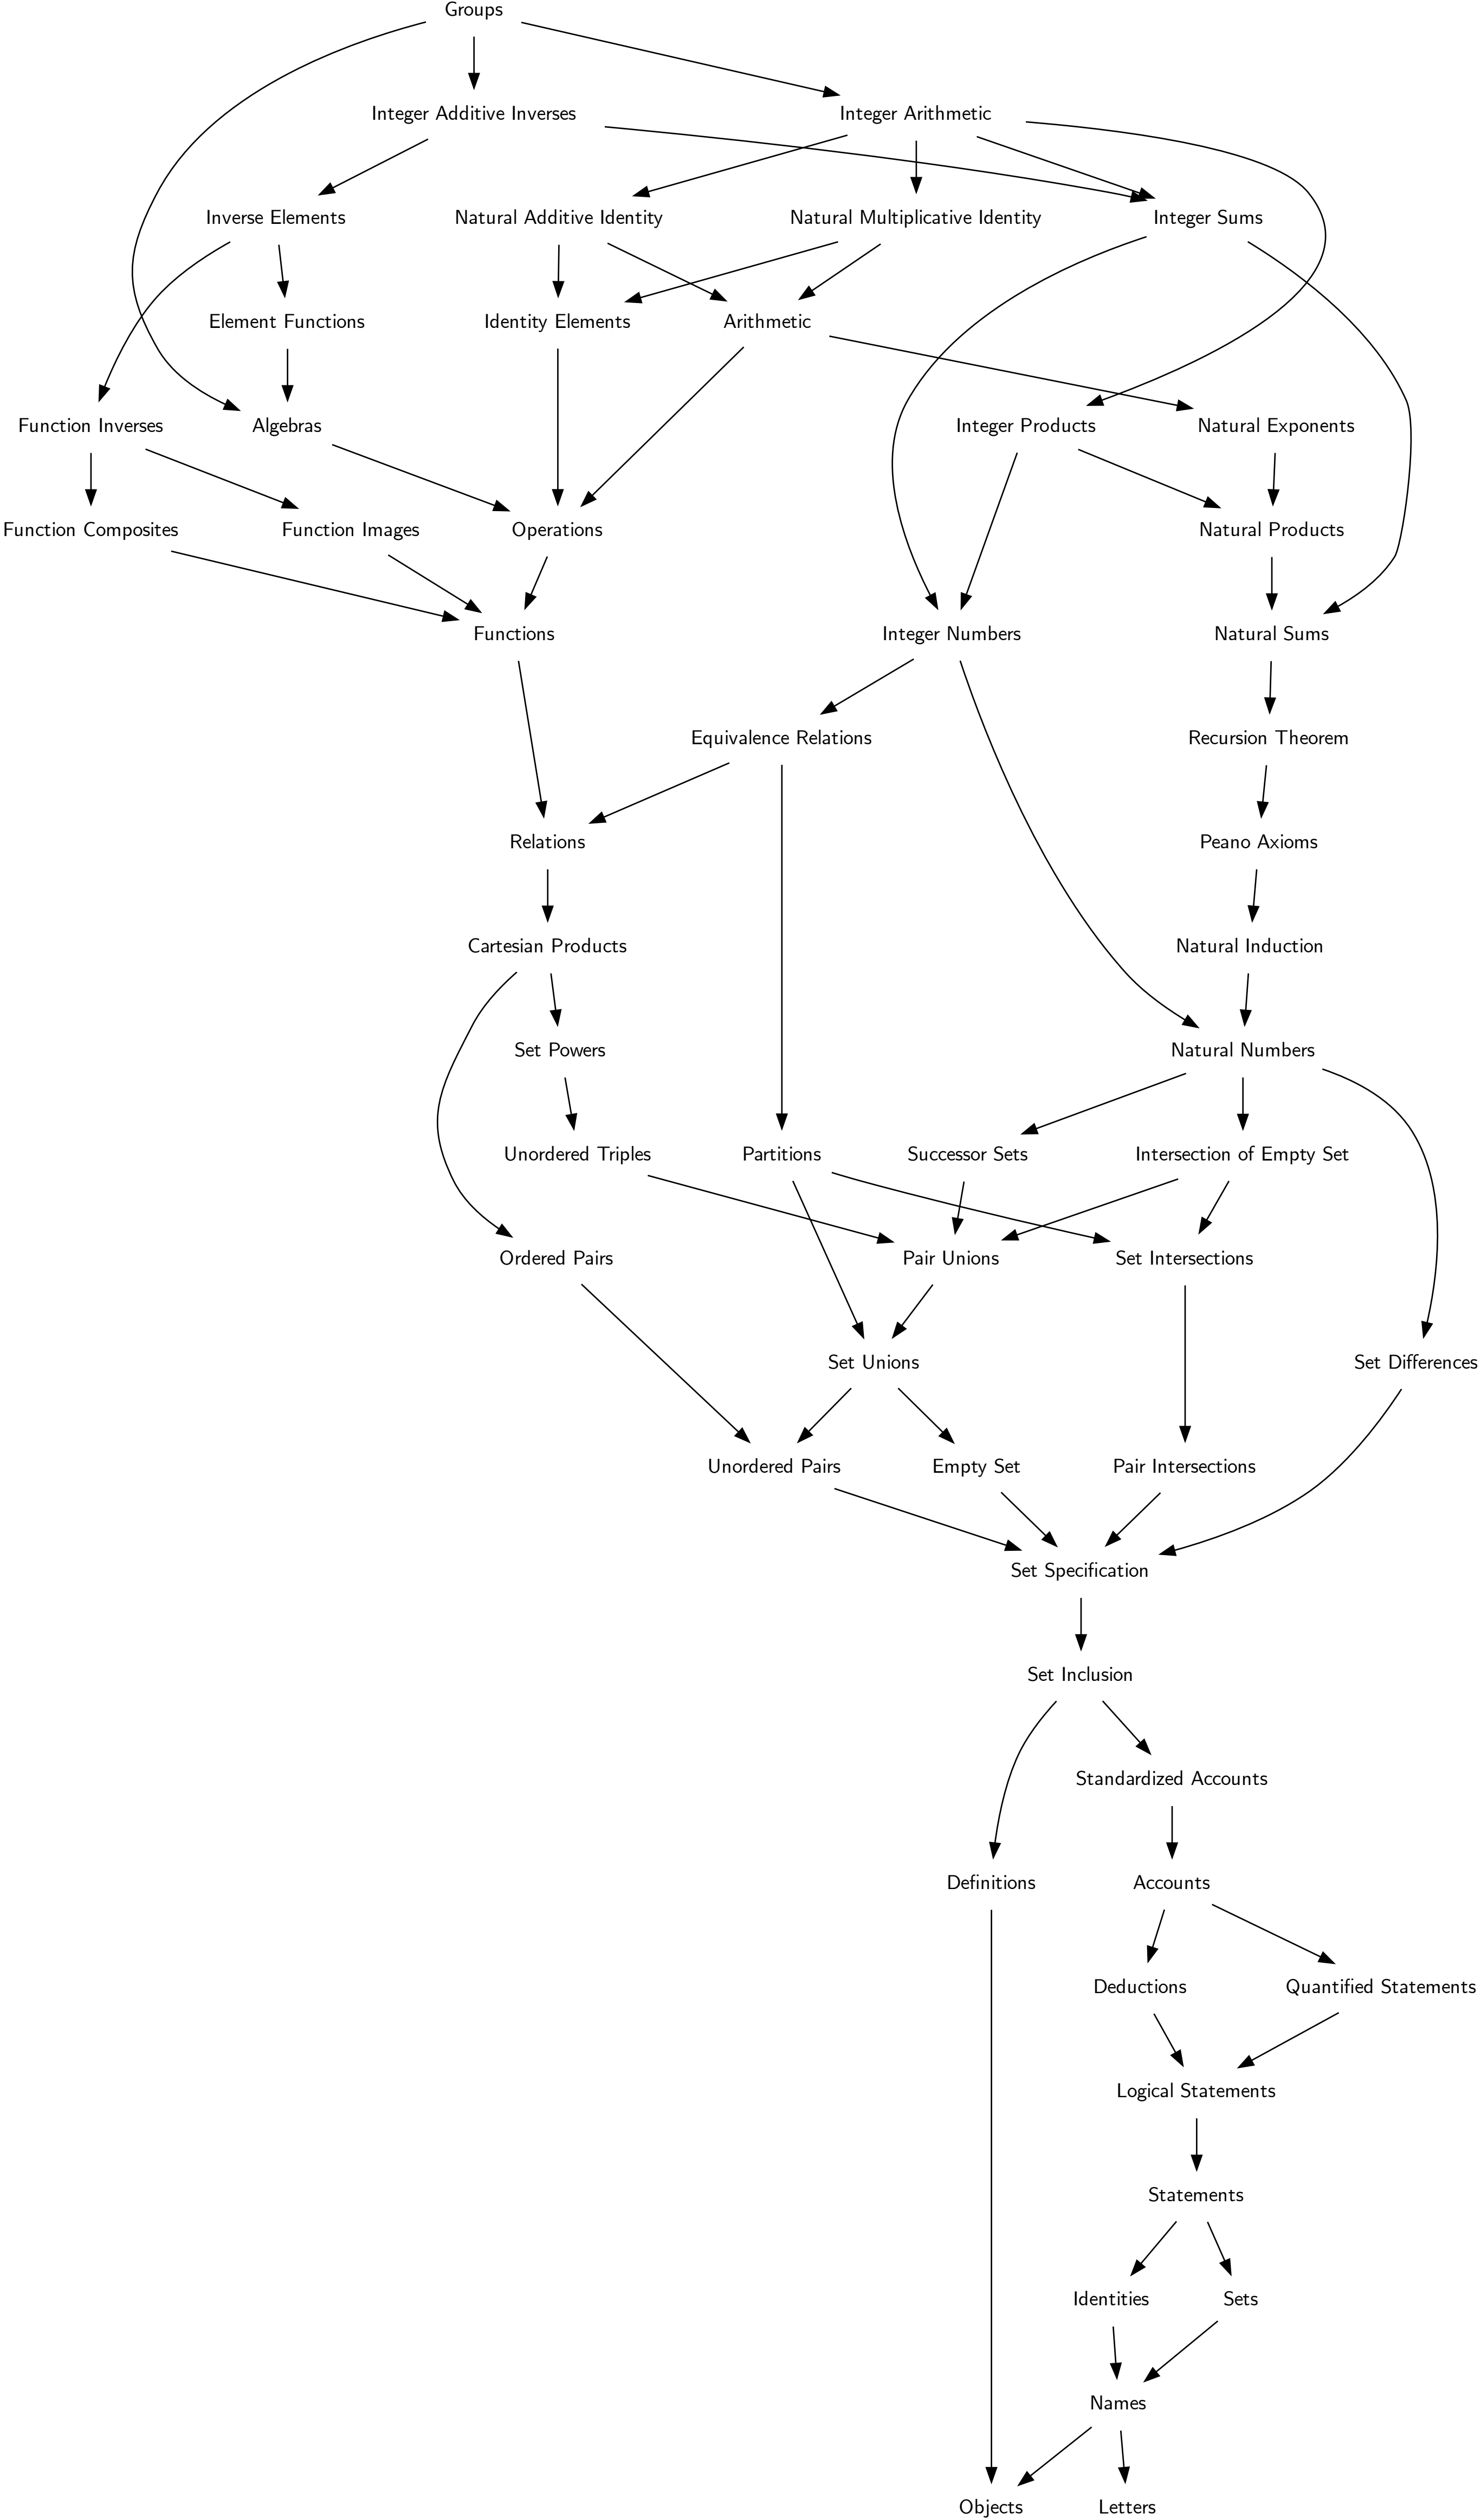 Groups
Integer Additive Inverses
Integer Arithmetic
Inverse Elements
Natural Additive Identity
Natural Multiplicative Identity
Integer Sums
Element Functions
Identity Elements
Arithmetic
Function Inverses
Algebras
Integer Products
Natural Exponents
Function Composites
Function Images
Operations
Natural Products
Functions
Integer Numbers
Natural Sums
Equivalence Relations
Recursion Theorem
Relations
Peano Axioms
Cartesian Products
Natural Induction
Set Powers
Natural Numbers
Unordered Triples
Partitions
Successor Sets
Intersection of Empty Set
Ordered Pairs
Pair Unions
Set Intersections
Set Unions
Set Differences
Unordered Pairs
Empty Set
Pair Intersections
Set Specification
Set Inclusion
Standardized Accounts
Definitions
Accounts
Deductions
Quantified Statements
Logical Statements
Statements
Identities
Sets
Names
Objects
Letters